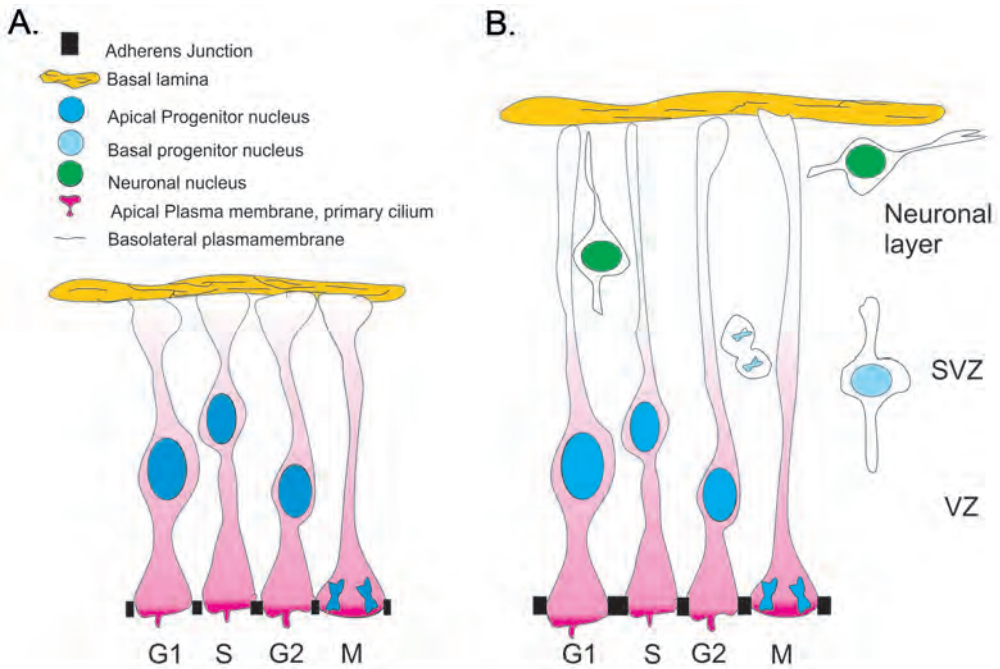 A.
Adherens Junction
Basal lamina
Apical Progenitor nucleus
Basal progenitor nucleus
Neuronal nucleus
Apical Plasma membrane, primary cilium
Basolateral plasmamembrane
G1 S G2 M
B.
Neuronal
layer
SVZ
VZ
G1 S G2 M